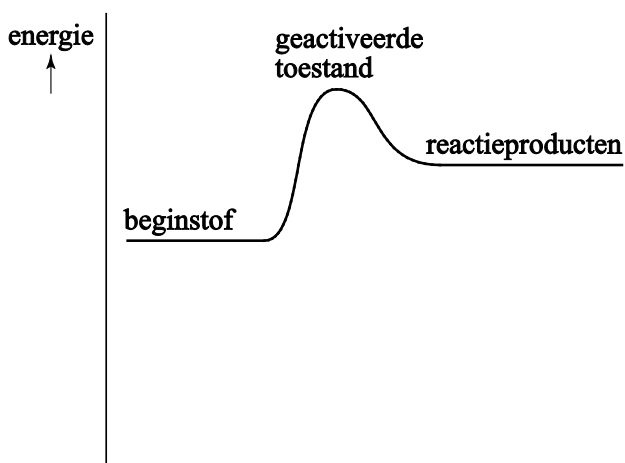 energie
geactiveerde
toestand
reactieproducten
beginstof